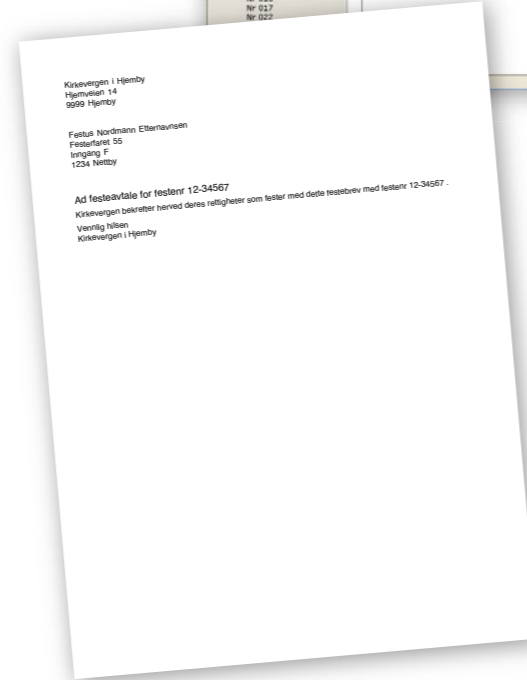 Nr 017
Nr 022
Kirkevergen i Hjemby
Hjemveien 14
9999 Hjemby
Festus Nordmann Etternavnsen
Festerfaret 55
Inngang F
1234 Nettby
Ad festeavtale for festenr 12-34567
Kirkevergen bekrefter herved deres rettigheter som fester med dette festebrev med festenr 12-34567 .
Vennlig hilsen
Kirkevergen i Hjemby